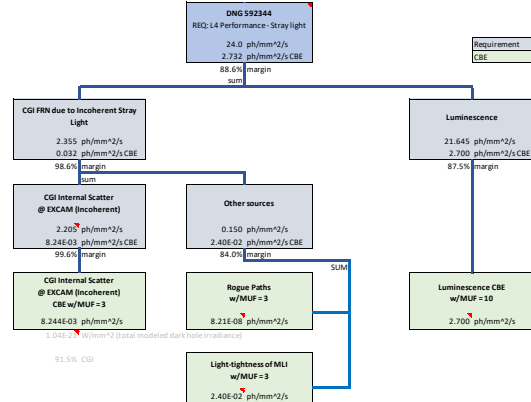 DNG 592344
REQ: L4 Performance - Stray light
24.0 ph/mm^2/s
2.732 ph/mm^2/s CBE
88.6% margin
sum
Requirement
CBE
CGI FRN due to Incoherent Stray
Light
2.355 ph/mm^2/s
0.032 ph/mm^2/s CBE
98.6% margin
sum
Luminescence
21.645 ph/mm^2/s
2.700 ph/mm^2/s CBE
87.5% margin
CGI Internal Scatter
@ EXCAM (Incoherent)
2.205 ph/mm^2/s
8.24E-03 ph/mm^2/s CBE
99.6% margin
Other sources
0.150 ph/mm^2/s
2.40E-02 ph/mm^2/s CBE
84.0% margin
SUM
CGI Internal Scatter
@ EXCAM (Incoherent)
CBE w/MUF = 3
8.244E-03 ph/mm^2/s
Rogue Paths
w/MUF = 3
8.21E-08 ph/mm^2/s
Luminescence CBE
w/MUF = 10
2.700 ph/mm^2/s
1.04E-21 W/mm^2 (total modeled dark hole irradiance)
91.5% CGI
Light-tightness of MLI
w/MUF = 3
2.40E-02 ph/mm^2/s